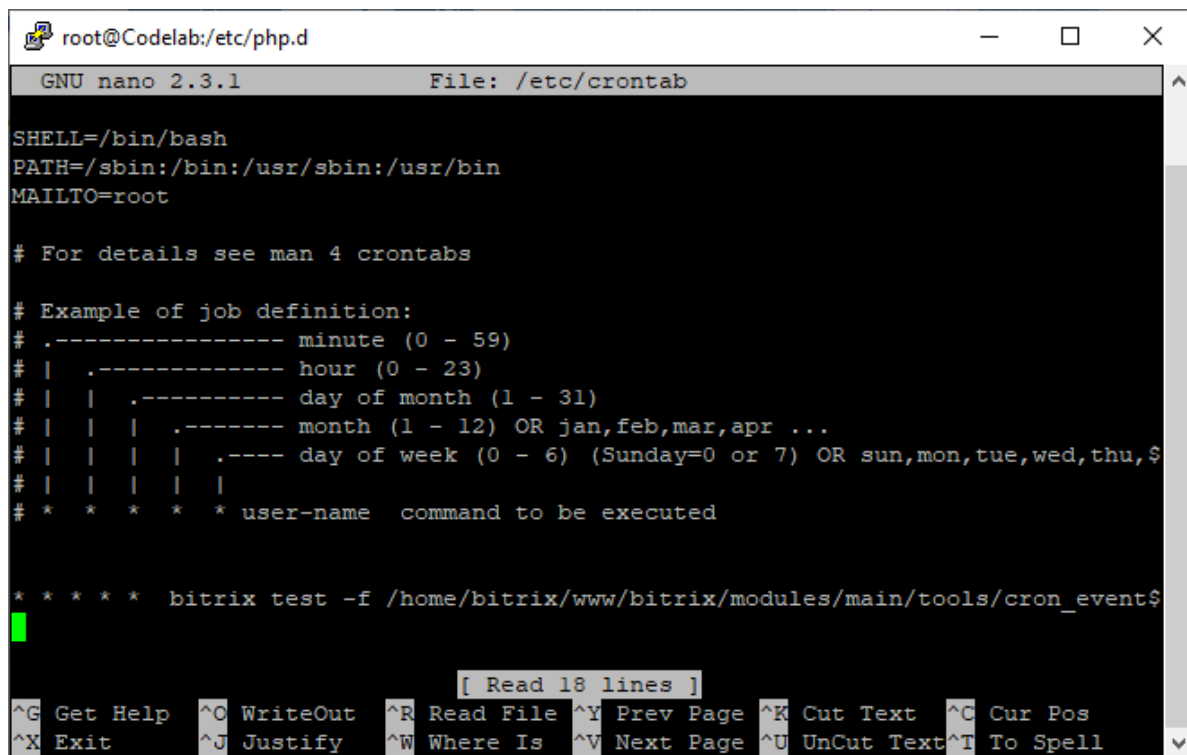 root@Codelab:/etc/php.d
GNU nano 2.3.1 File: /etc/crontab
SHELL=/bin/bash
PATH=/sbin:/bin:/usr/sbin:/usr/bin
MAILTO=root
# For details see man 4 crontabs
# Example of job definition:
# .---------------- minute (0 - 59)
# |  .------------- hour (0 - 23)
# |  |  .---------- day of month (1 - 31)
# |  |  |  .------- month (1 - 12) OR jan,feb,mar,apr ...
# |  |  |  |  .---- day of week (0 - 6) (Sunday=0 or 7) OR sun,mon,tue,wed,thu,$
# |  |  |  |  |
# *  *  *  *  * user-name  command to be executed
* * * * *  bitrix test -f /home/bitrix/www/bitrix/modules/main/tools/cron_event$
[ Read 18 lines ]
^G Get Help ^O WriteOut ^R Read File ^Y Prev Page ^K Cut Text ^C Cur Pos
^X Exit ^J Justify ^W Where Is ^V Next Page ^U UnCut Text ^T To Spell